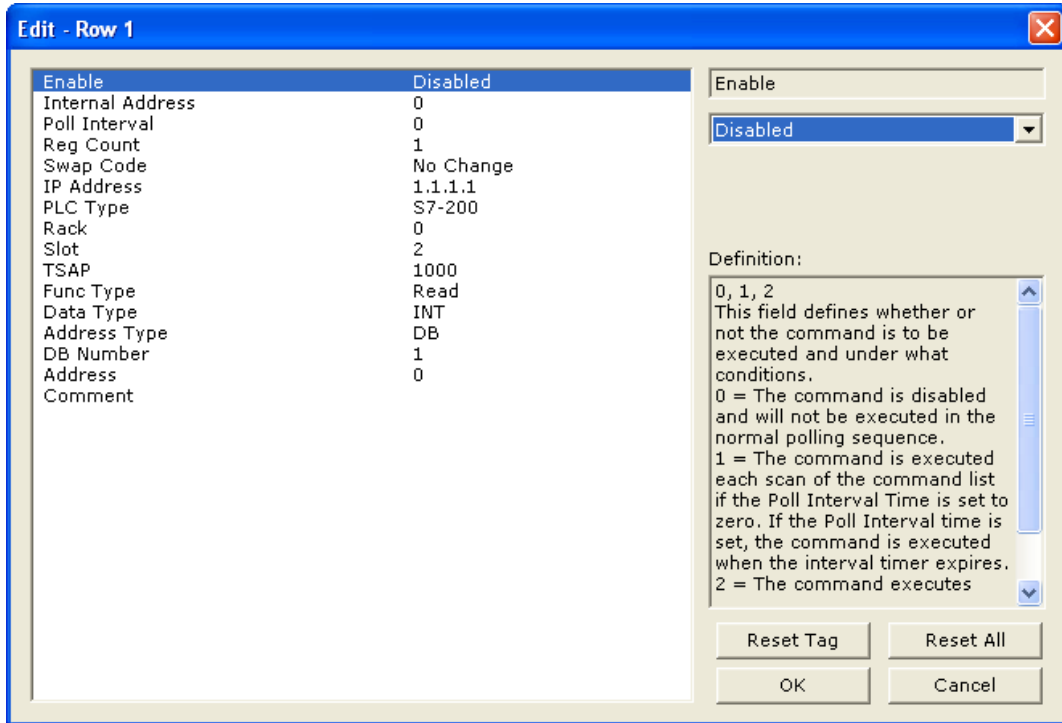 Edit - Row 1
Enable Disabled
Internal Address 0
Poll Interval 0
Reg Count 1
Swap Code No Change
IP Address 1.1.1.1
PLC Type S7-200
Rack 0
Slot 2
TSAP 1000
Func Type Read
Data Type INT
Address Type DB
DB Number 1
Address 0
Comment
Enable
Disabled
Definition:
0, 1, 2
This field defines whether or
not the command is to be
executed and under what
conditions.
0 = The command is disabled
and will not be executed in the
normal polling sequence.
1 = The command is executed
each scan of the command list
if the Poll Interval Time is set to
zero. If the Poll Interval time is
set, the command is executed
when the interval timer expires.
2 = The command executes
Reset Tag
Reset All
OK
Cancel